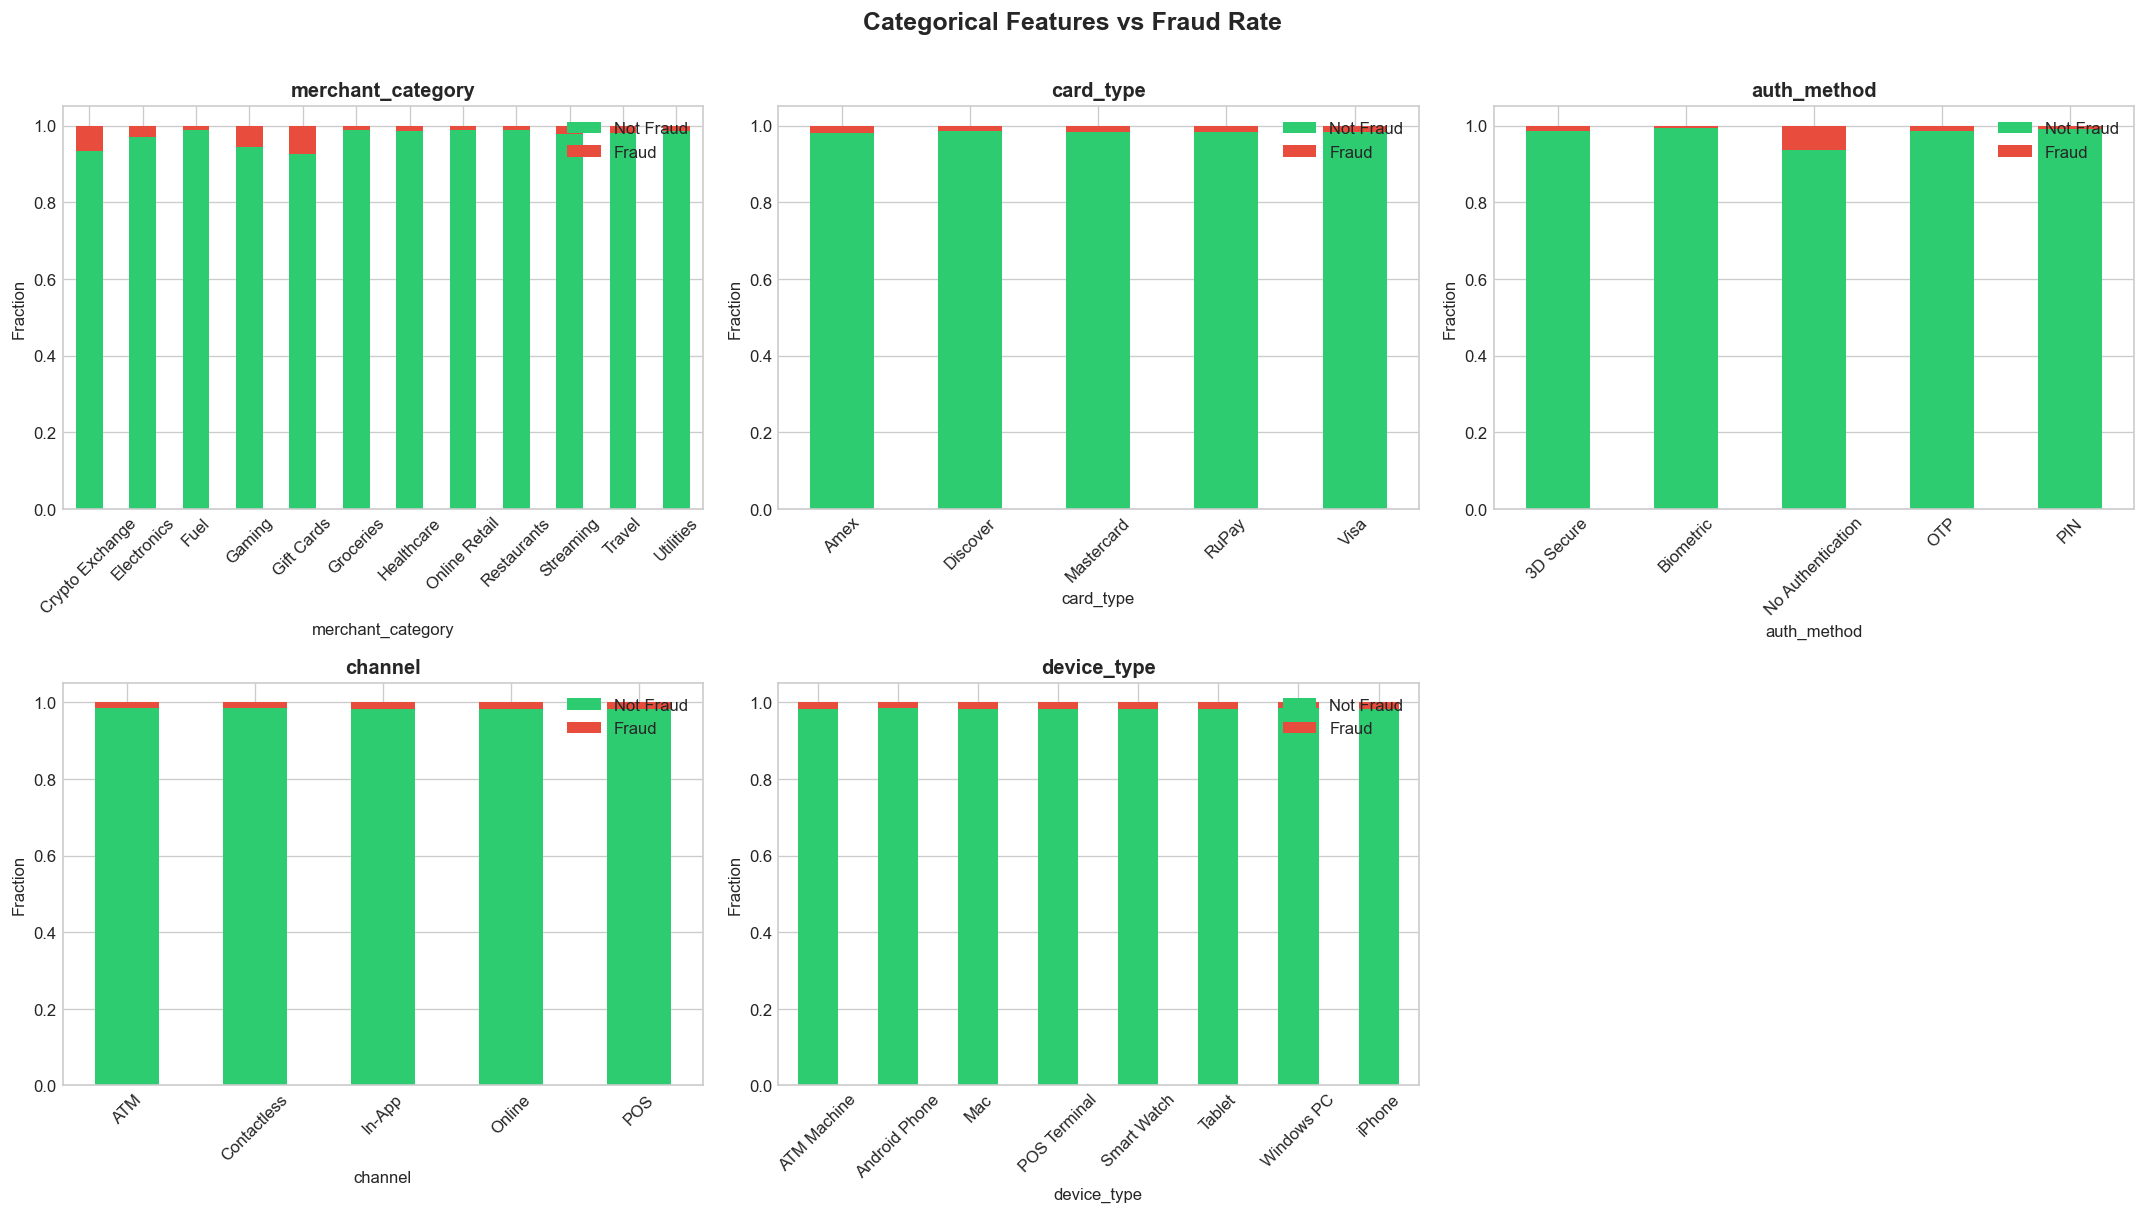 Categorical Features vs Fraud Rate
merchant_category
Fraction
1.0
0.8
0.6
0.4
0.2
0.0
Not Fraud
Fraud
Crypto Exchange
Electronics
Fuel
Gaming
Gift Cards
Groceries
Healthcare
Online Retail
Restaurants
Streaming
Travel
Utilities
merchant_category
card_type
Fraction
1.0
0.8
0.6
0.4
0.2
0.0
Not Fraud
Fraud
Amex
Discover
Mastercard
RuPay
Visa
card_type
auth_method
Fraction
1.0
0.8
0.6
0.4
0.2
0.0
Not Fraud
Fraud
3D Secure
Biometric
No Authentication
OTP
PIN
auth_method
channel
Fraction
1.0
0.8
0.6
0.4
0.2
0.0
Not Fraud
Fraud
ATM
Contactless
In-App
Online
POS
channel
device_type
Fraction
1.0
0.8
0.6
0.4
0.2
0.0
Not Fraud
Fraud
ATM Machine
Android Phone
Mac
POS Terminal
Smart Watch
Tablet
Windows PC
iPhone
device_type